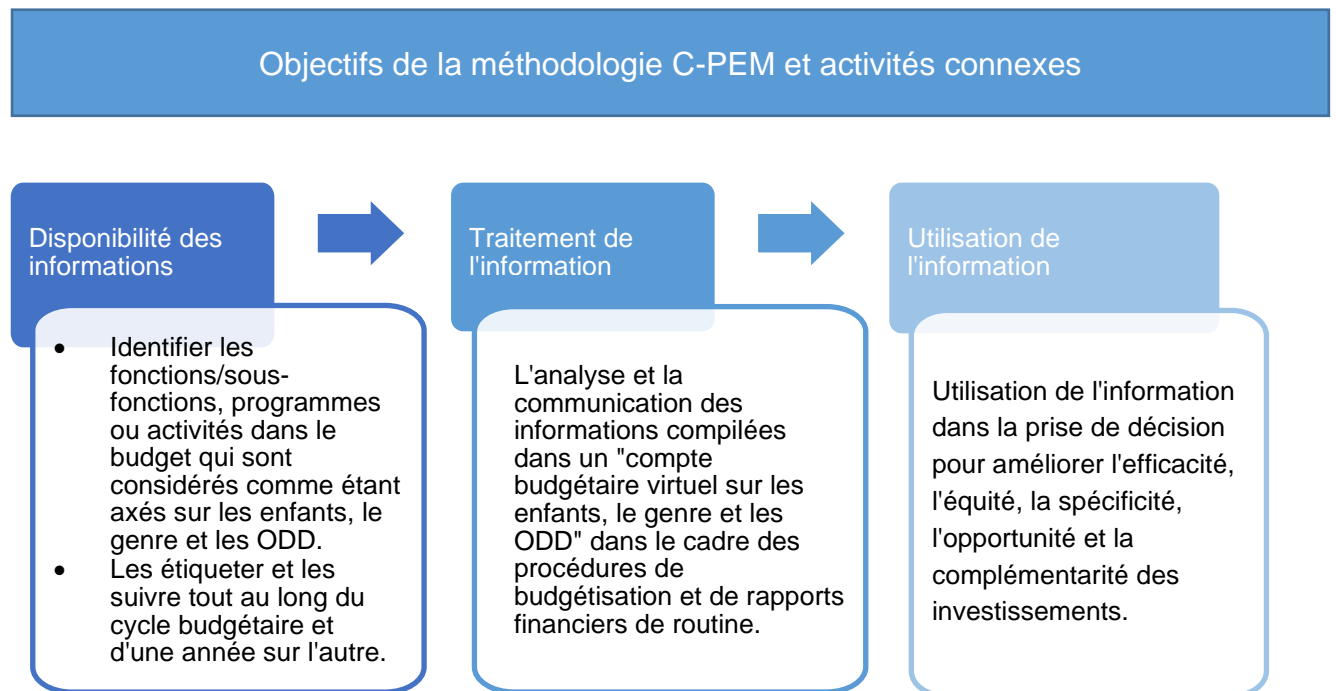 Objectifs de la méthodologie C-PEM et activités connexes
Disponibilité des
informations
• Identifier les
fonctions/sous-
fonctions, programmes
ou activités dans le
budget qui sont
considérés comme étant
axés sur les enfants, le
genre et les ODD.
• Les étiqueter et les
suivre tout au long du
cycle budgétaire et
d'une année sur l'autre.
Traitement de
l'information
L'analyse et la
communication des
informations compilées
dans un "compte
budgétaire virtuel sur les
enfants, le genre et les
ODD" dans le cadre des
procédures de
budgétisation et de rapports
financiers de routine.
Utilisation de
l'information
Utilisation de l'information
dans la prise de décision
pour améliorer l'efficacité,
l'équité, la spécificité,
l'opportunité et la
complémentarité des
investissements.